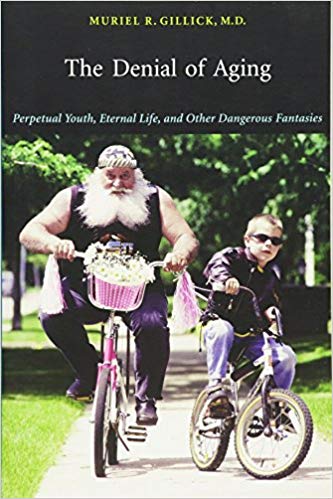 MURIEL R. GILLICK, M.D.
The Denial of Aging
Perpetual Youth, Eternal Life, and Other Dangerous Fantasies